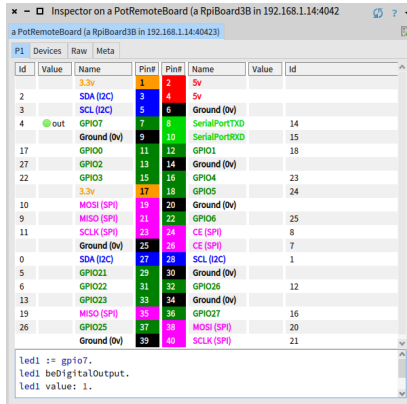 Inspector on a PotRemoteBoard (a RpiBoard3B in 192.168.1.14:4042
?
a PotRemoteBoard (a RpiBoard3B in 192.168.1.14:40423)
P1 Devices Raw Meta
Id Value Name Pin# Pin# Name Value Id
3.3v 1 2 5v
2 SDA (I2C) 3 4 5v
3 SCL (I2C) 5 6 Ground (0v)
4 out GPIO7 7 8 SerialPortTXD 14
Ground (0v) 9 10 SerialPortRXD 15
17 GPIO0 11 12 GPIO1 18
27 GPIO2 13 14 Ground (0v)
22 GPIO3 15 16 GPIO4 23
3.3v 17 18 GPIO5 24
10 MOSI (SPI) 19 20 Ground (0v)
9 MISO (SPI) 21 22 GPIO6 25
11 SCLK (SPI) 23 24 CE (SPI) 8
Ground (0v) 25 26 CE (SPI) 7
0 SDA (I2C) 27 28 SCL (I2C) 1
5 GPIO21 29 30 Ground (0v)
6 GPIO22 31 32 GPIO26 12
13 GPIO23 33 34 Ground (0v)
19 MISO (SPI) 35 36 GPIO27 16
26 GPIO25 37 38 MOSI (SPI) 20
Ground (0v) 39 40 SCLK (SPI) 21
led1 := gpio7.
led1 beDigitalOutput.
led1 value: 1.